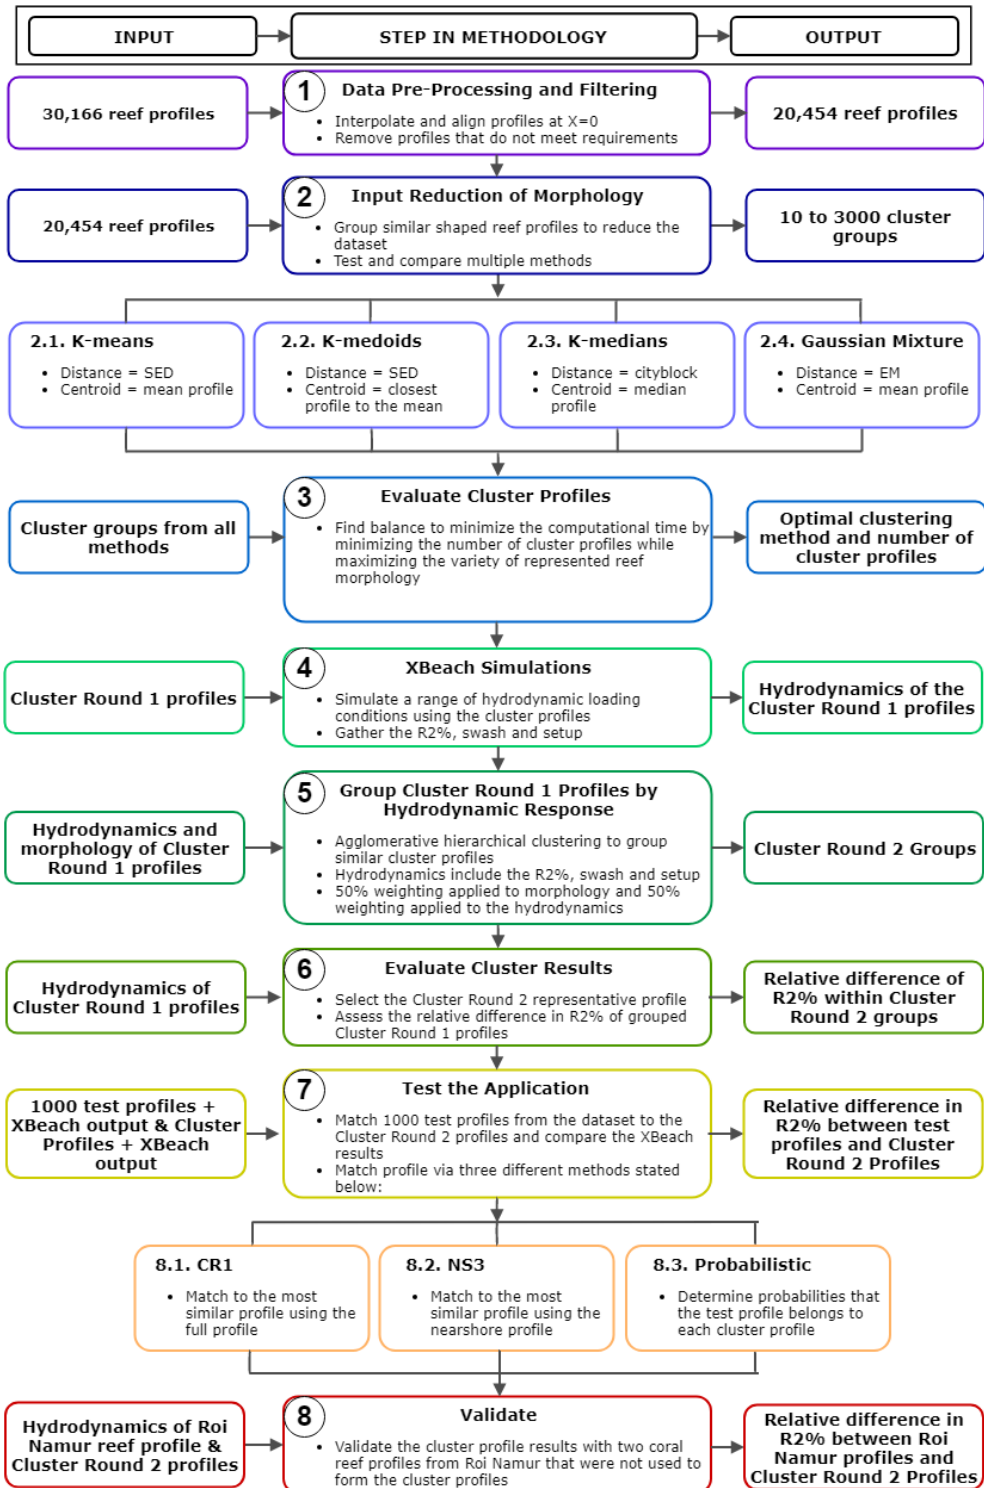 INPUT
STEP IN METHODOLOGY
OUTPUT
30,166 reef profiles
1
Data Pre-Processing and Filtering
• Interpolate and align profiles at X=0
• Remove profiles that do not meet requirements
20,454 reef profiles
20,454 reef profiles
2
Input Reduction of Morphology
• Group similar shaped reef profiles to reduce the
dataset
• Test and compare multiple methods
10 to 3000 cluster
groups
2.1. K-means
• Distance = SED
• Centroid = mean profile
2.2. K-medoids
• Distance = SED
• Centroid = closest
profile to the mean
2.3. K-medians
• Distance = cityblock
• Centroid = median
profile
2.4. Gaussian Mixture
• Distance = EM
• Centroid = mean profile
Cluster groups from all
methods
3
Evaluate Cluster Profiles
• Find balance to minimize the computational time by
minimizing the number of cluster profiles while
maximizing the variety of represented reef
morphology
Optimal clustering
method and number of
cluster profiles
Cluster Round 1 profiles
4
XBeach Simulations
• Simulate a range of hydrodynamic loading
conditions using the cluster profiles
• Gather the R2%, swash and setup
Hydrodynamics of the
Cluster Round 1 profiles
Hydrodynamics and
morphology of Cluster
Round 1 profiles
5
Group Cluster Round 1 Profiles by
Hydrodynamic Response
• Agglomerative hierarchical clustering to group
similar cluster profiles
• Hydrodynamics include the R2%, swash and setup
• 50% weighting applied to morphology and 50%
weighting applied to the hydrodynamics
Cluster Round 2 Groups
Hydrodynamics of
Cluster Round 1 profiles
6
Evaluate Cluster Results
• Select the Cluster Round 2 representative profile
• Assess the relative difference in R2% of grouped
Cluster Round 1 profiles
Relative difference of
R2% within Cluster
Round 2 groups
1000 test profiles +
XBeach output & Cluster
Profiles + XBeach
output
7
Test the Application
• Match 1000 test profiles from the dataset to the
Cluster Round 2 profiles and compare the XBeach
results
• Match profile via three different methods stated
below:
Relative difference in
R2% between test
profiles and Cluster
Round 2 Profiles
8.1. CR1
• Match to the most
similar profile using the
full profile
8.2. NS3
• Match to the most
similar profile using the
nearshore profile
8.3. Probabilistic
• Determine probabilities that
the test profile belongs to
each cluster profile
Hydrodynamics of Roi
Namur reef profile &
Cluster Round 2 profiles
8
Validate
• Validate the cluster profile results with two coral
reef profiles from Roi Namur that were not used to
form the cluster profiles
Relative difference in
R2% between Roi
Namur profiles and
Cluster Round 2 Profiles